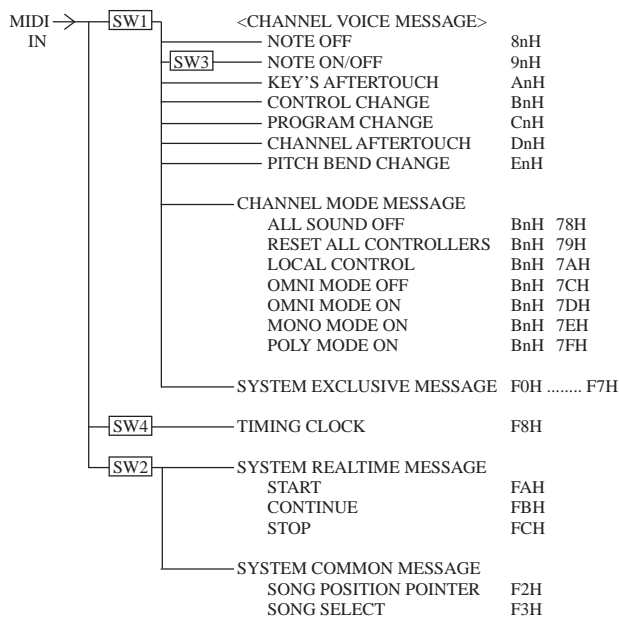 MIDI IN SW1 <CHANNEL VOICE MESSAGE>
NOTE OFF 8nH
SW3 NOTE ON/OFF 9nH
KEY'S AFTERTOUCH AnH
CONTROL CHANGE BnH
PROGRAM CHANGE CnH
CHANNEL AFTERTOUCH DnH
PITCH BEND CHANGE EnH
CHANNEL MODE MESSAGE
ALL SOUND OFF BnH 78H
RESET ALL CONTROLLERS BnH 79H
LOCAL CONTROL BnH 7AH
OMNI MODE OFF BnH 7CH
OMNI MODE ON BnH 7DH
MONO MODE ON BnH 7EH
POLY MODE ON BnH 7FH
SYSTEM EXCLUSIVE MESSAGE F0H ........ F7H
SW4 TIMING CLOCK F8H
SW2 SYSTEM REALTIME MESSAGE
START FAH
CONTINUE FBH
STOP FCH
SYSTEM COMMON MESSAGE
SONG POSITION POINTER F2H
SONG SELECT F3H